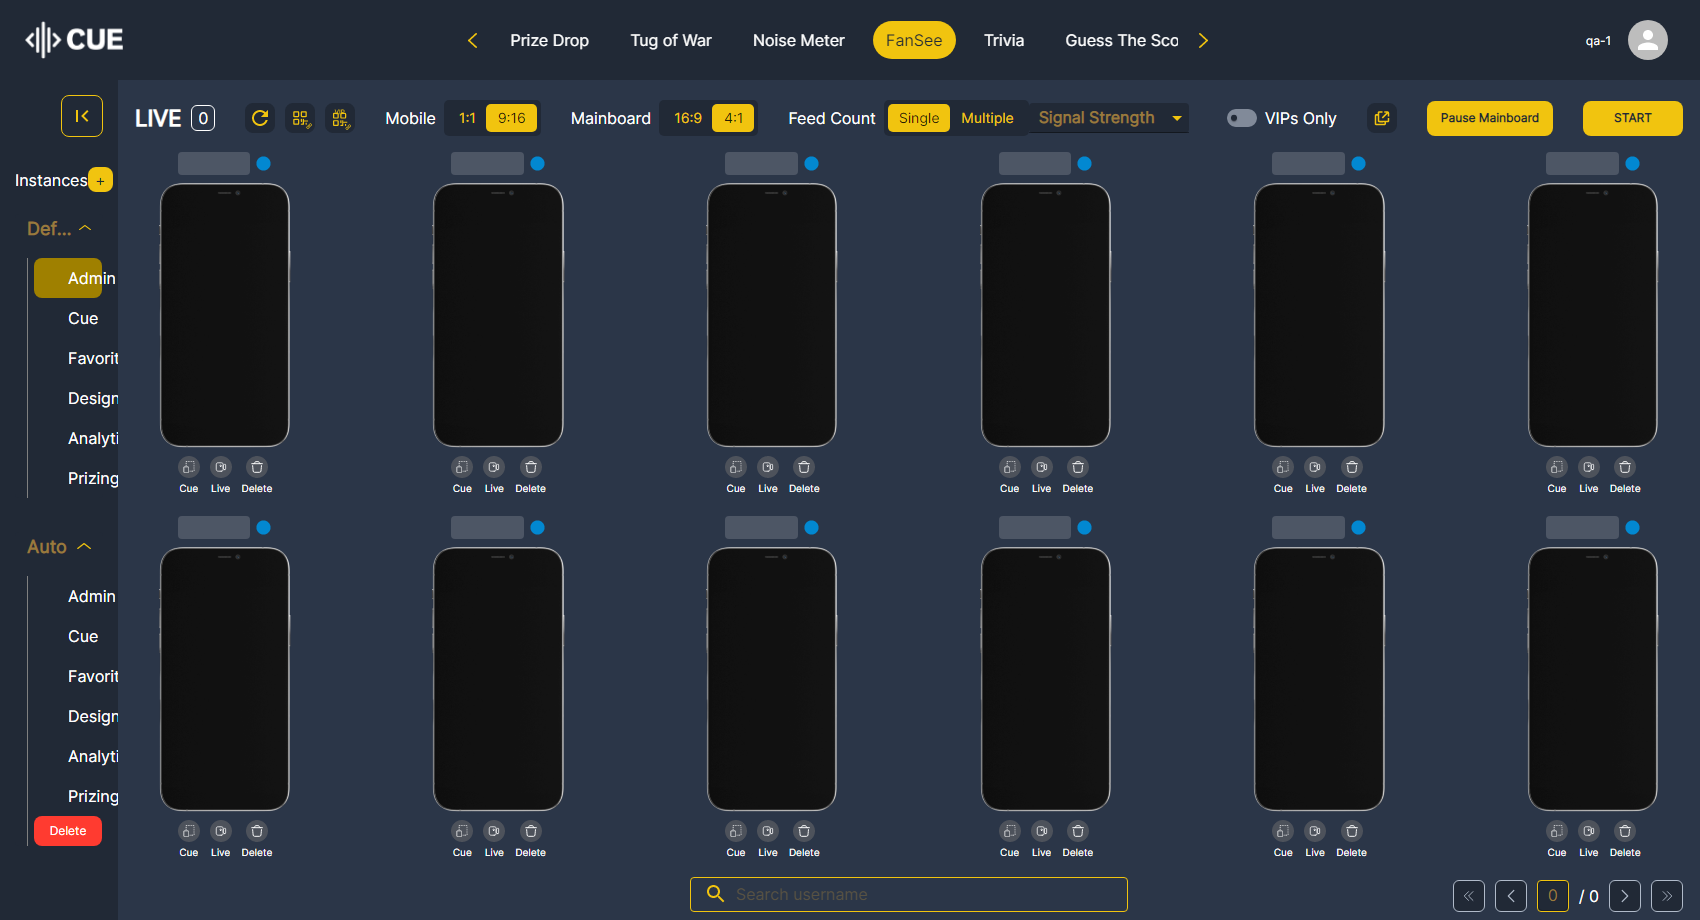 CUE
Prize Drop Tug of War Noise Meter FanSee Trivia Guess The Sco
qa-1
LIVE 0
Mobile 1:1 9:16
Mainboard 16:9 4:1
Feed Count Single Multiple
Signal Strength
VIPs Only
Pause Mainboard
START
Instances +
Def...
Admin
Cue
Favorit
Design
Analyti
Prizing
Auto
Admin
Cue
Favorit
Design
Analyti
Prizing
Delete
Cue Live Delete Cue Live Delete Cue Live Delete Cue Live Delete Cue Live Delete Cue Live Delete
Cue Live Delete Cue Live Delete Cue Live Delete Cue Live Delete Cue Live Delete Cue Live Delete
Search username
0 / 0